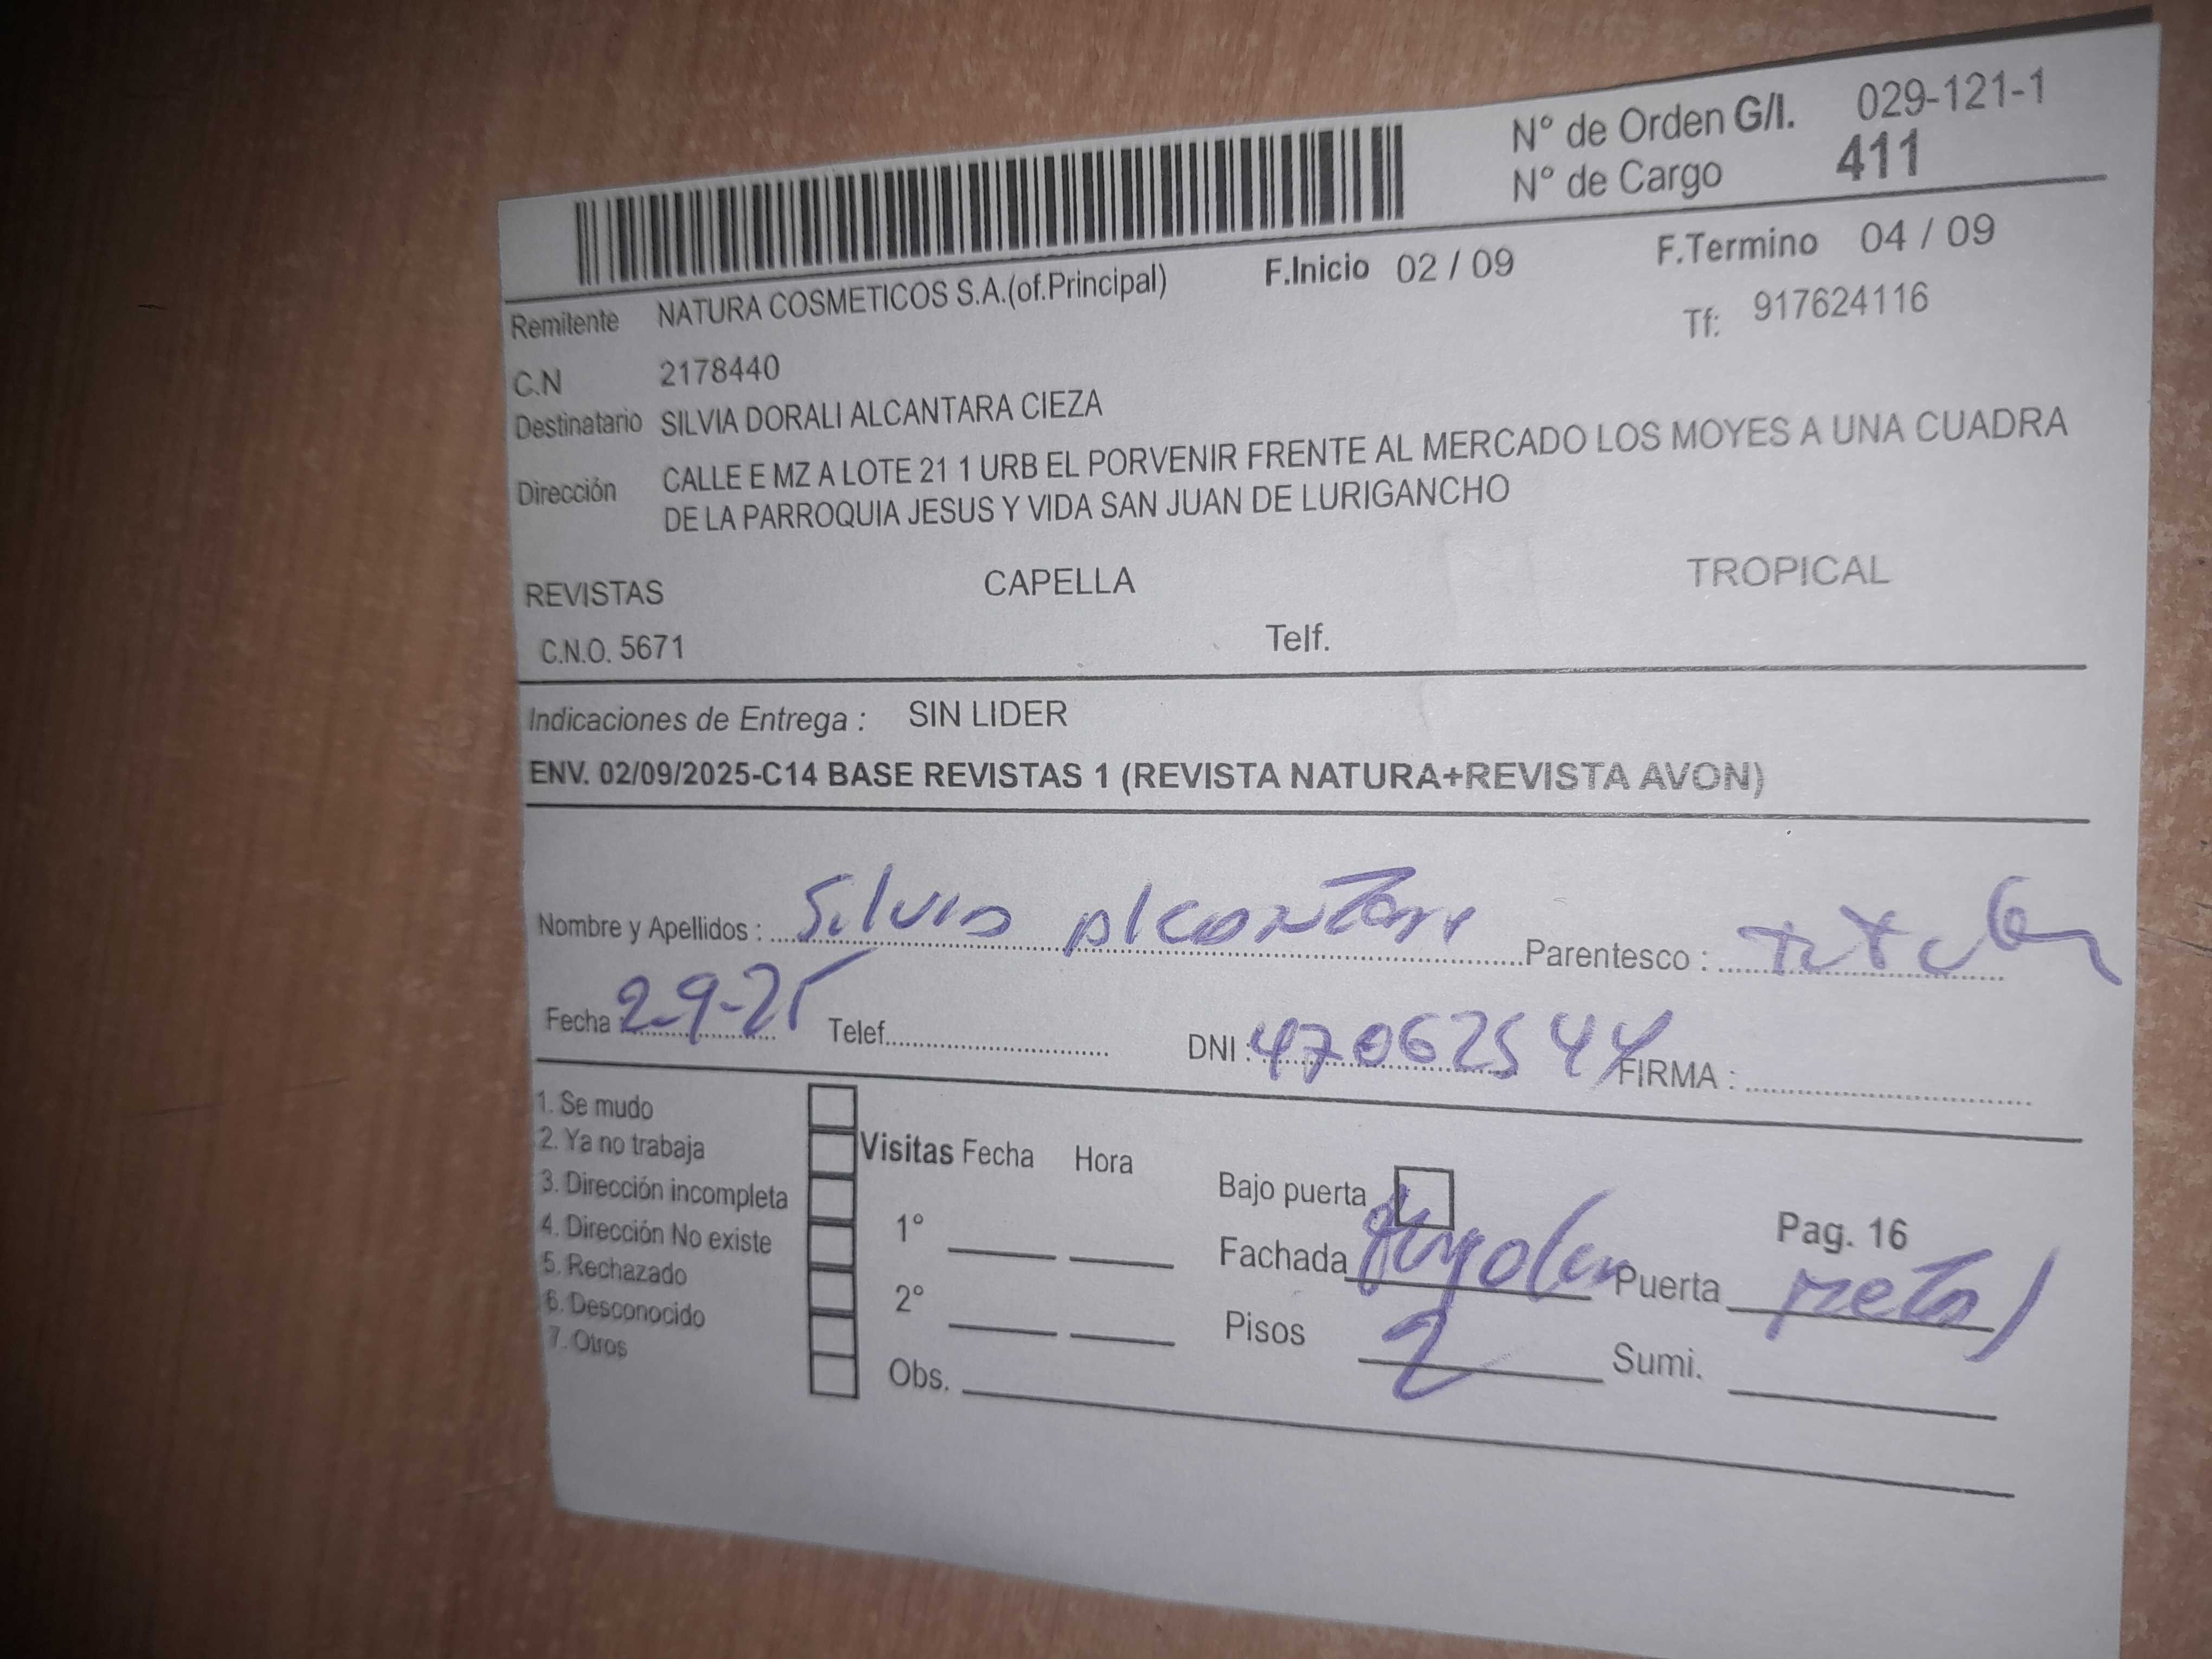 N° de Orden G/I. 029-121-1
N° de Cargo 411
Remitente NATURA COSMETICOS S.A.(of.Principal) F.Inicio 02 / 09 F.Termino 04 / 09
C.N 2178440 Tf: 917624116
Destinatario SILVIA DORALI ALCANTARA CIEZA
Dirección CALLE E MZ A LOTE 21 1 URB EL PORVENIR FRENTE AL MERCADO LOS MOYES A UNA CUADRA
DE LA PARROQUIA JESUS Y VIDA SAN JUAN DE LURIGANCHO
REVISTAS CAPELLA TROPICAL
C.N.O. 5671 Telf.
Indicaciones de Entrega : SIN LIDER
ENV. 02/09/2025-C14 BASE REVISTAS 1 (REVISTA NATURA+REVISTA AVON)
Nombre y Apellidos : Silvia Alcantara Parentesco :
Fecha : 2-9-25 Telef. DNI : 47062544 FIRMA :
1. Se mudo
2. Ya no trabaja
3. Dirección incompleta
4. Dirección No existe
5. Rechazado
6. Desconocido
7. Otros
Visitas Fecha Hora
1°
2°
Obs.
Bajo puerta
Pag. 16
Fachada Puerta metal
Pisos 2 Sumi.